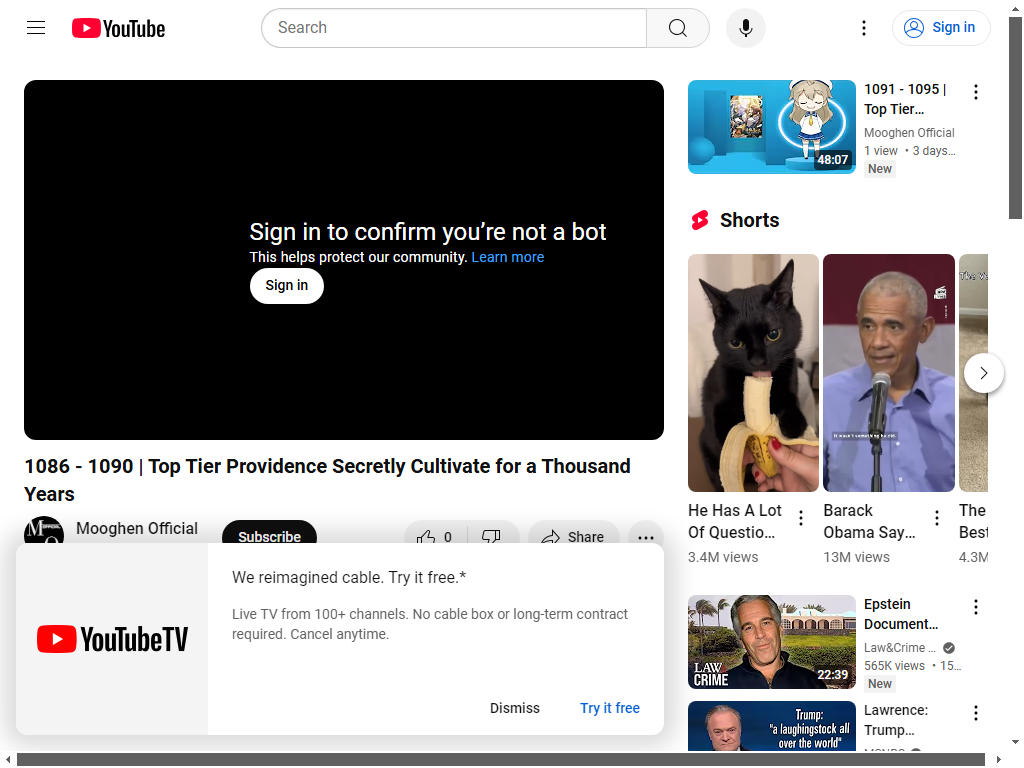 YouTube
Search
Sign in
Sign in to confirm you're not a bot
This helps protect our community. Learn more
Sign in
1086 - 1090 | Top Tier Providence Secretly Cultivate for a Thousand
Years
Mooghen Official
Subscribe
0
Share
YouTubeTV
We reimagined cable. Try it free.*
Live TV from 100+ channels. No cable box or long-term contract
required. Cancel anytime.
Dismiss
Try it free
48:07
1091 - 1095 |
Top Tier…
Mooghen Official
1 view • 3 days…
New
Shorts
It wasn't something he did.
He Has A Lot
Of Questio…
3.4M views
Barack
Obama Say…
13M views
The
Best
4.3M
LAW
CRIME
22:39
Epstein
Document…
Law&Crime …
565K views • 15…
New
Trump:
"a laughingstock all
over the world"
Lawrence:
Trump…